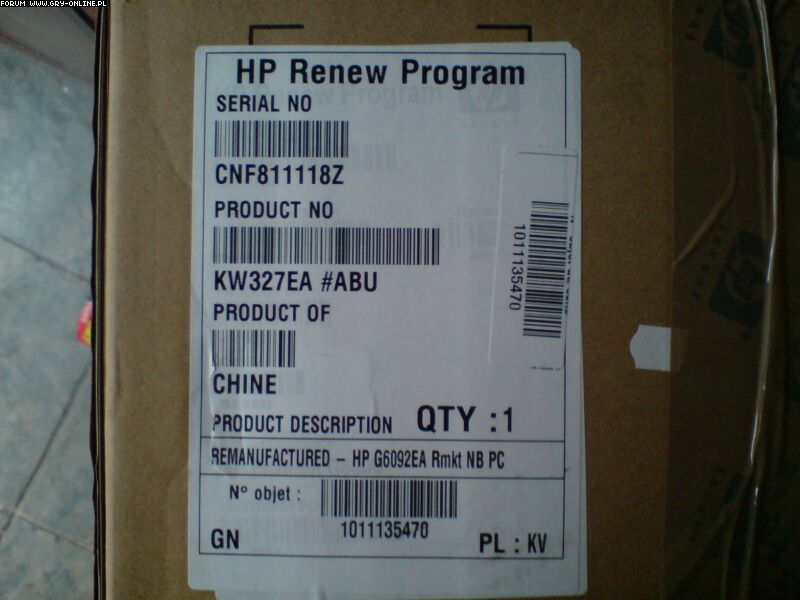 FORUM WWW.GRY-ONLINE.PL
HP Renew Program
SERIAL NO
CNF811118Z
PRODUCT NO
KW327EA #ABU
PRODUCT OF
CHINE
PRODUCT DESCRIPTION QTY :1
REMANUFACTURED - HP G6092EA Rmkt NB PC
N° objet :
1011135470
GN PL : KV
1011135470